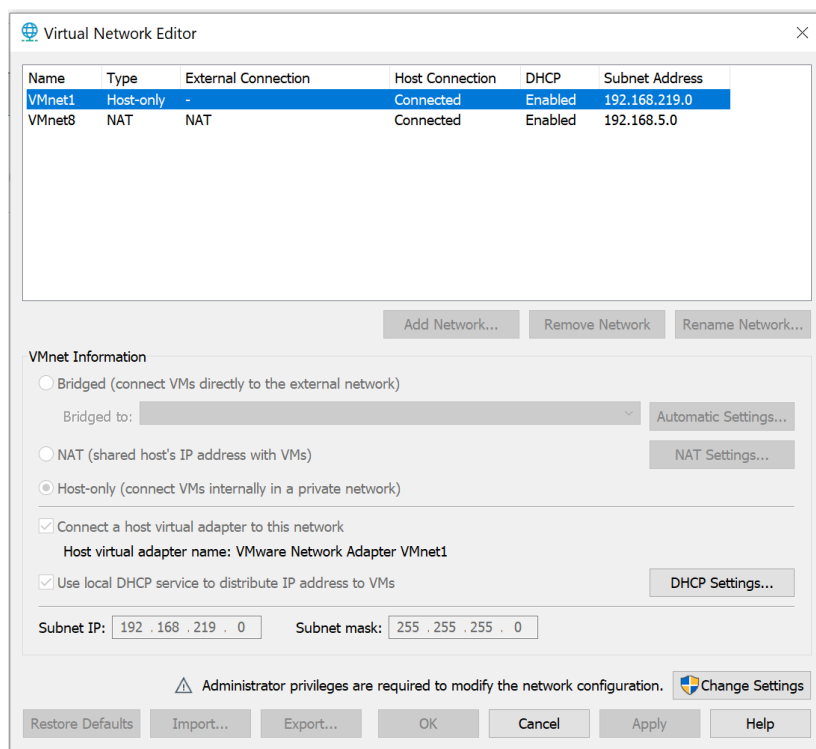 Virtual Network Editor
Name Type External Connection Host Connection DHCP Subnet Address
VMnet1 Host-only - Connected Enabled 192.168.219.0
VMnet8 NAT NAT Connected Enabled 192.168.5.0
Add Network... Remove Network Rename Network...
VMnet Information
Bridged (connect VMs directly to the external network)
Bridged to: Automatic Settings...
NAT (shared host's IP address with VMs) NAT Settings...
Host-only (connect VMs internally in a private network)
Connect a host virtual adapter to this network
Host virtual adapter name: VMware Network Adapter VMnet1
Use local DHCP service to distribute IP address to VMs DHCP Settings...
Subnet IP: 192 . 168 . 219 . 0 Subnet mask: 255 . 255 . 255 . 0
Administrator privileges are required to modify the network configuration. Change Settings
Restore Defaults Import... Export... OK Cancel Apply Help